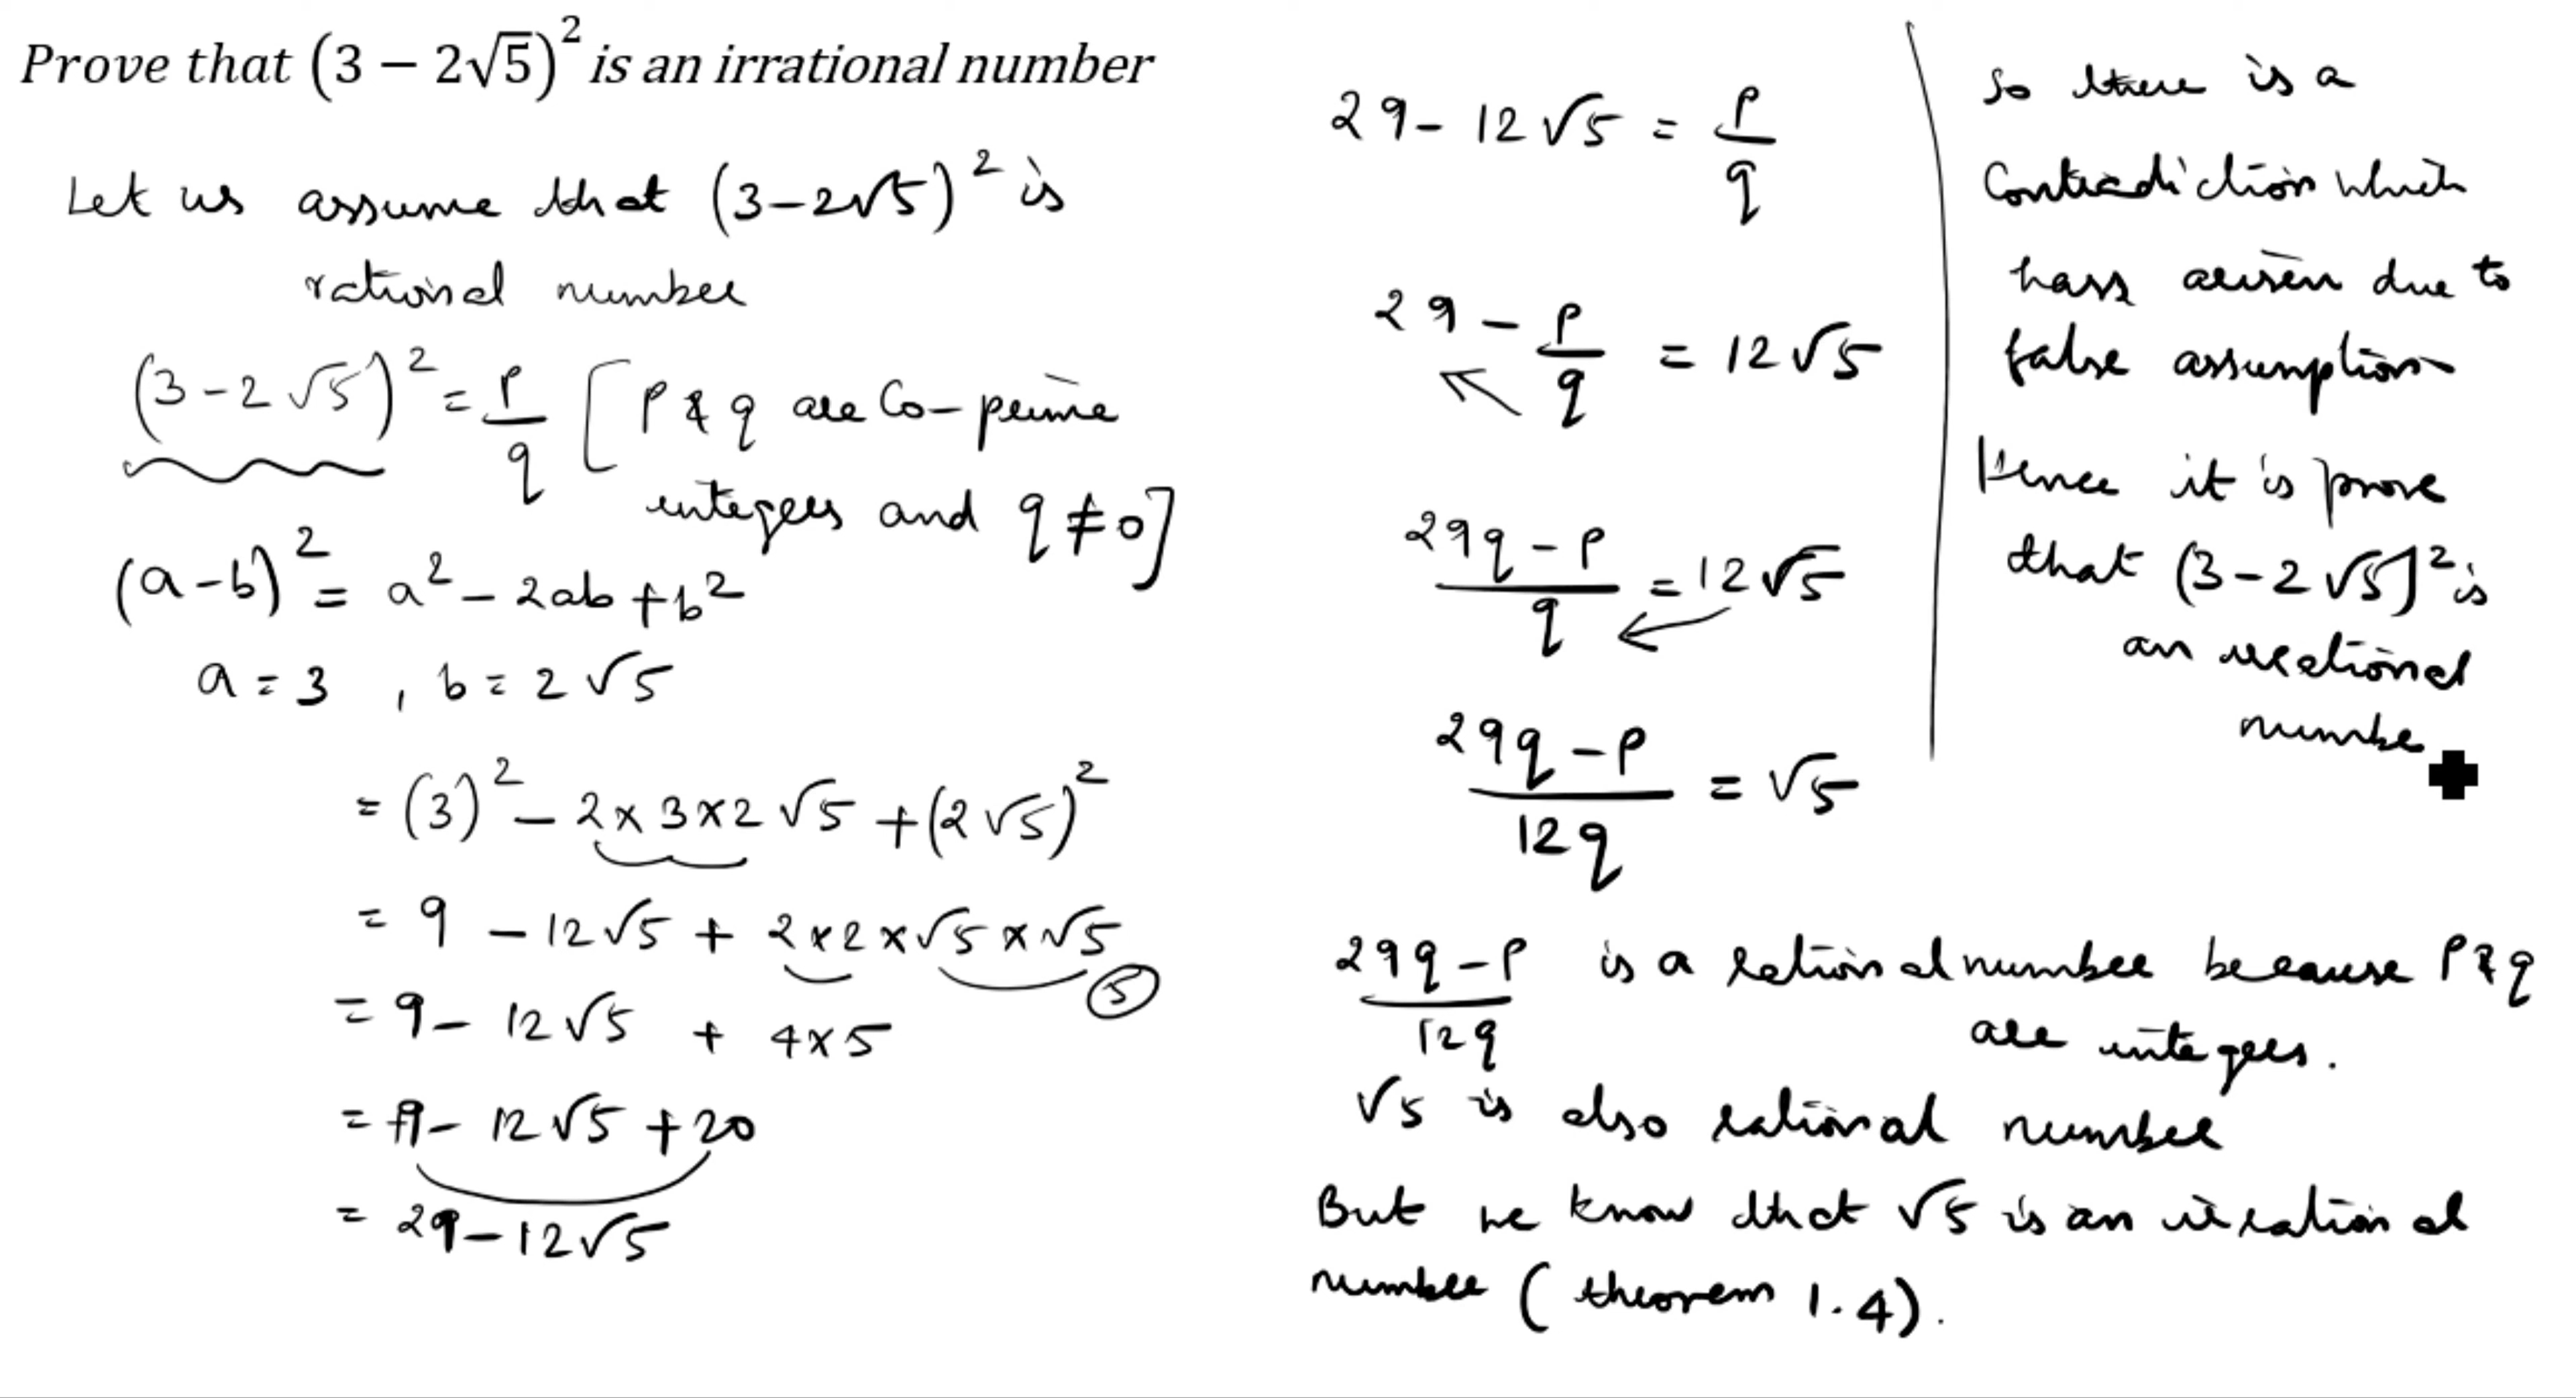 Prove that (3 − 2√5)² is an irrational number
Let us assume that (3-2√5)² is
rational number
(3-2√5)² = p/q [p & q are Co-prime
integers and q ≠ 0]
(a-b)² = a² - 2ab + b²
a = 3 , b = 2√5
= (3)² - 2×3×2√5 + (2√5)²
= 9 - 12√5 + 2×2×√5×√5
5
= 9 - 12√5 + 4×5
= 9 - 12√5 + 20
= 29 - 12√5
29 - 12√5 = p/q
29 - p/q = 12√5
(29q - p)/q = 12√5
(29q - p)/12q = √5
(29q - p)/12q is a rational number because p & q
are integers.
√5 is also rational number
But we know that √5 is an irrational
number (theorem 1.4).
So there is a
Contradiction which
hass arisen due to
false assumption
Hence it is prove
that (3-2√5)² is
an irrational
numbe